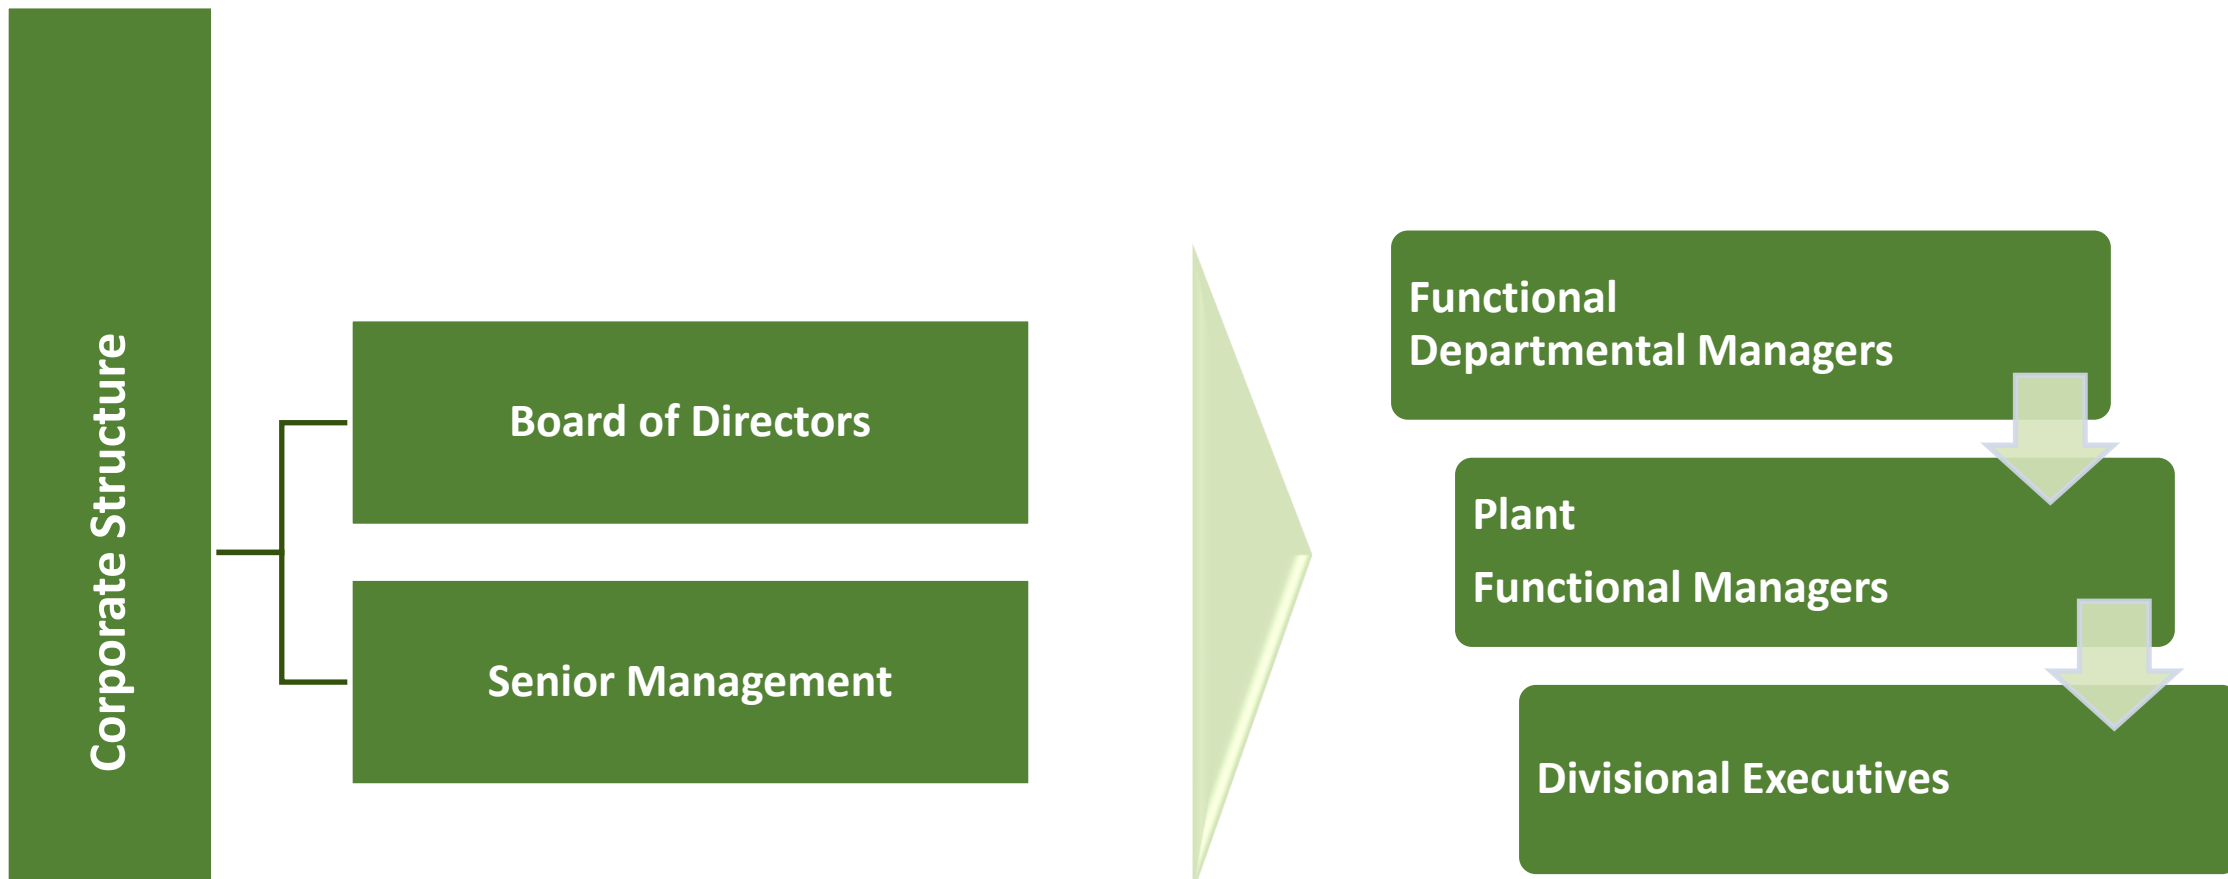 Corporate Structure
Board of Directors
Senior Management
Functional
Departmental Managers
Plant
Functional Managers
Divisional Executives